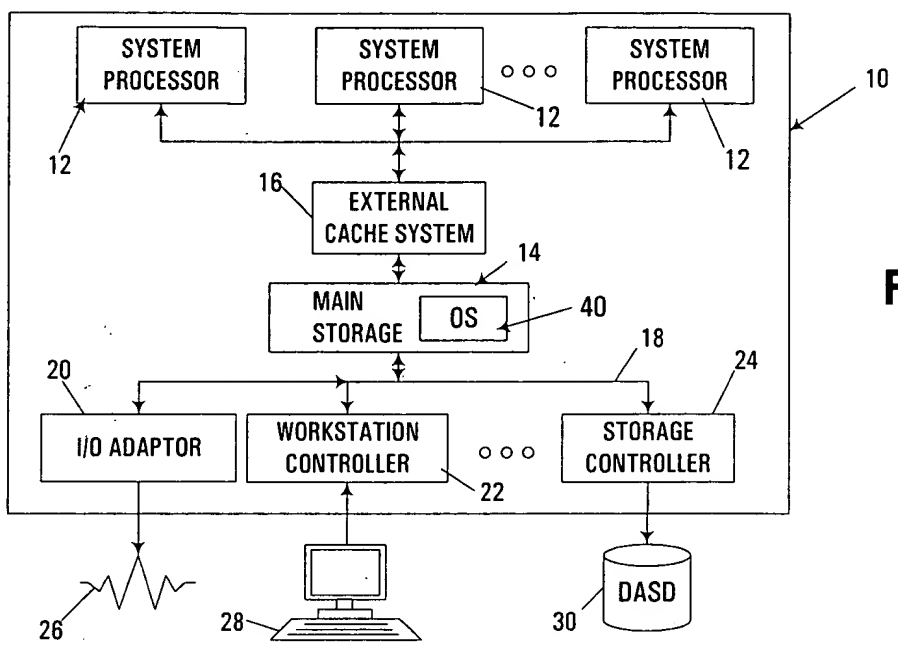 SYSTEM
PROCESSOR
SYSTEM
PROCESSOR
SYSTEM
PROCESSOR
10
12
12
12
16
EXTERNAL
CACHE SYSTEM
14
MAIN
STORAGE
OS
40
18
20
24
I/O ADAPTOR
WORKSTATION
CONTROLLER
STORAGE
CONTROLLER
22
26
28
30
DASD
F